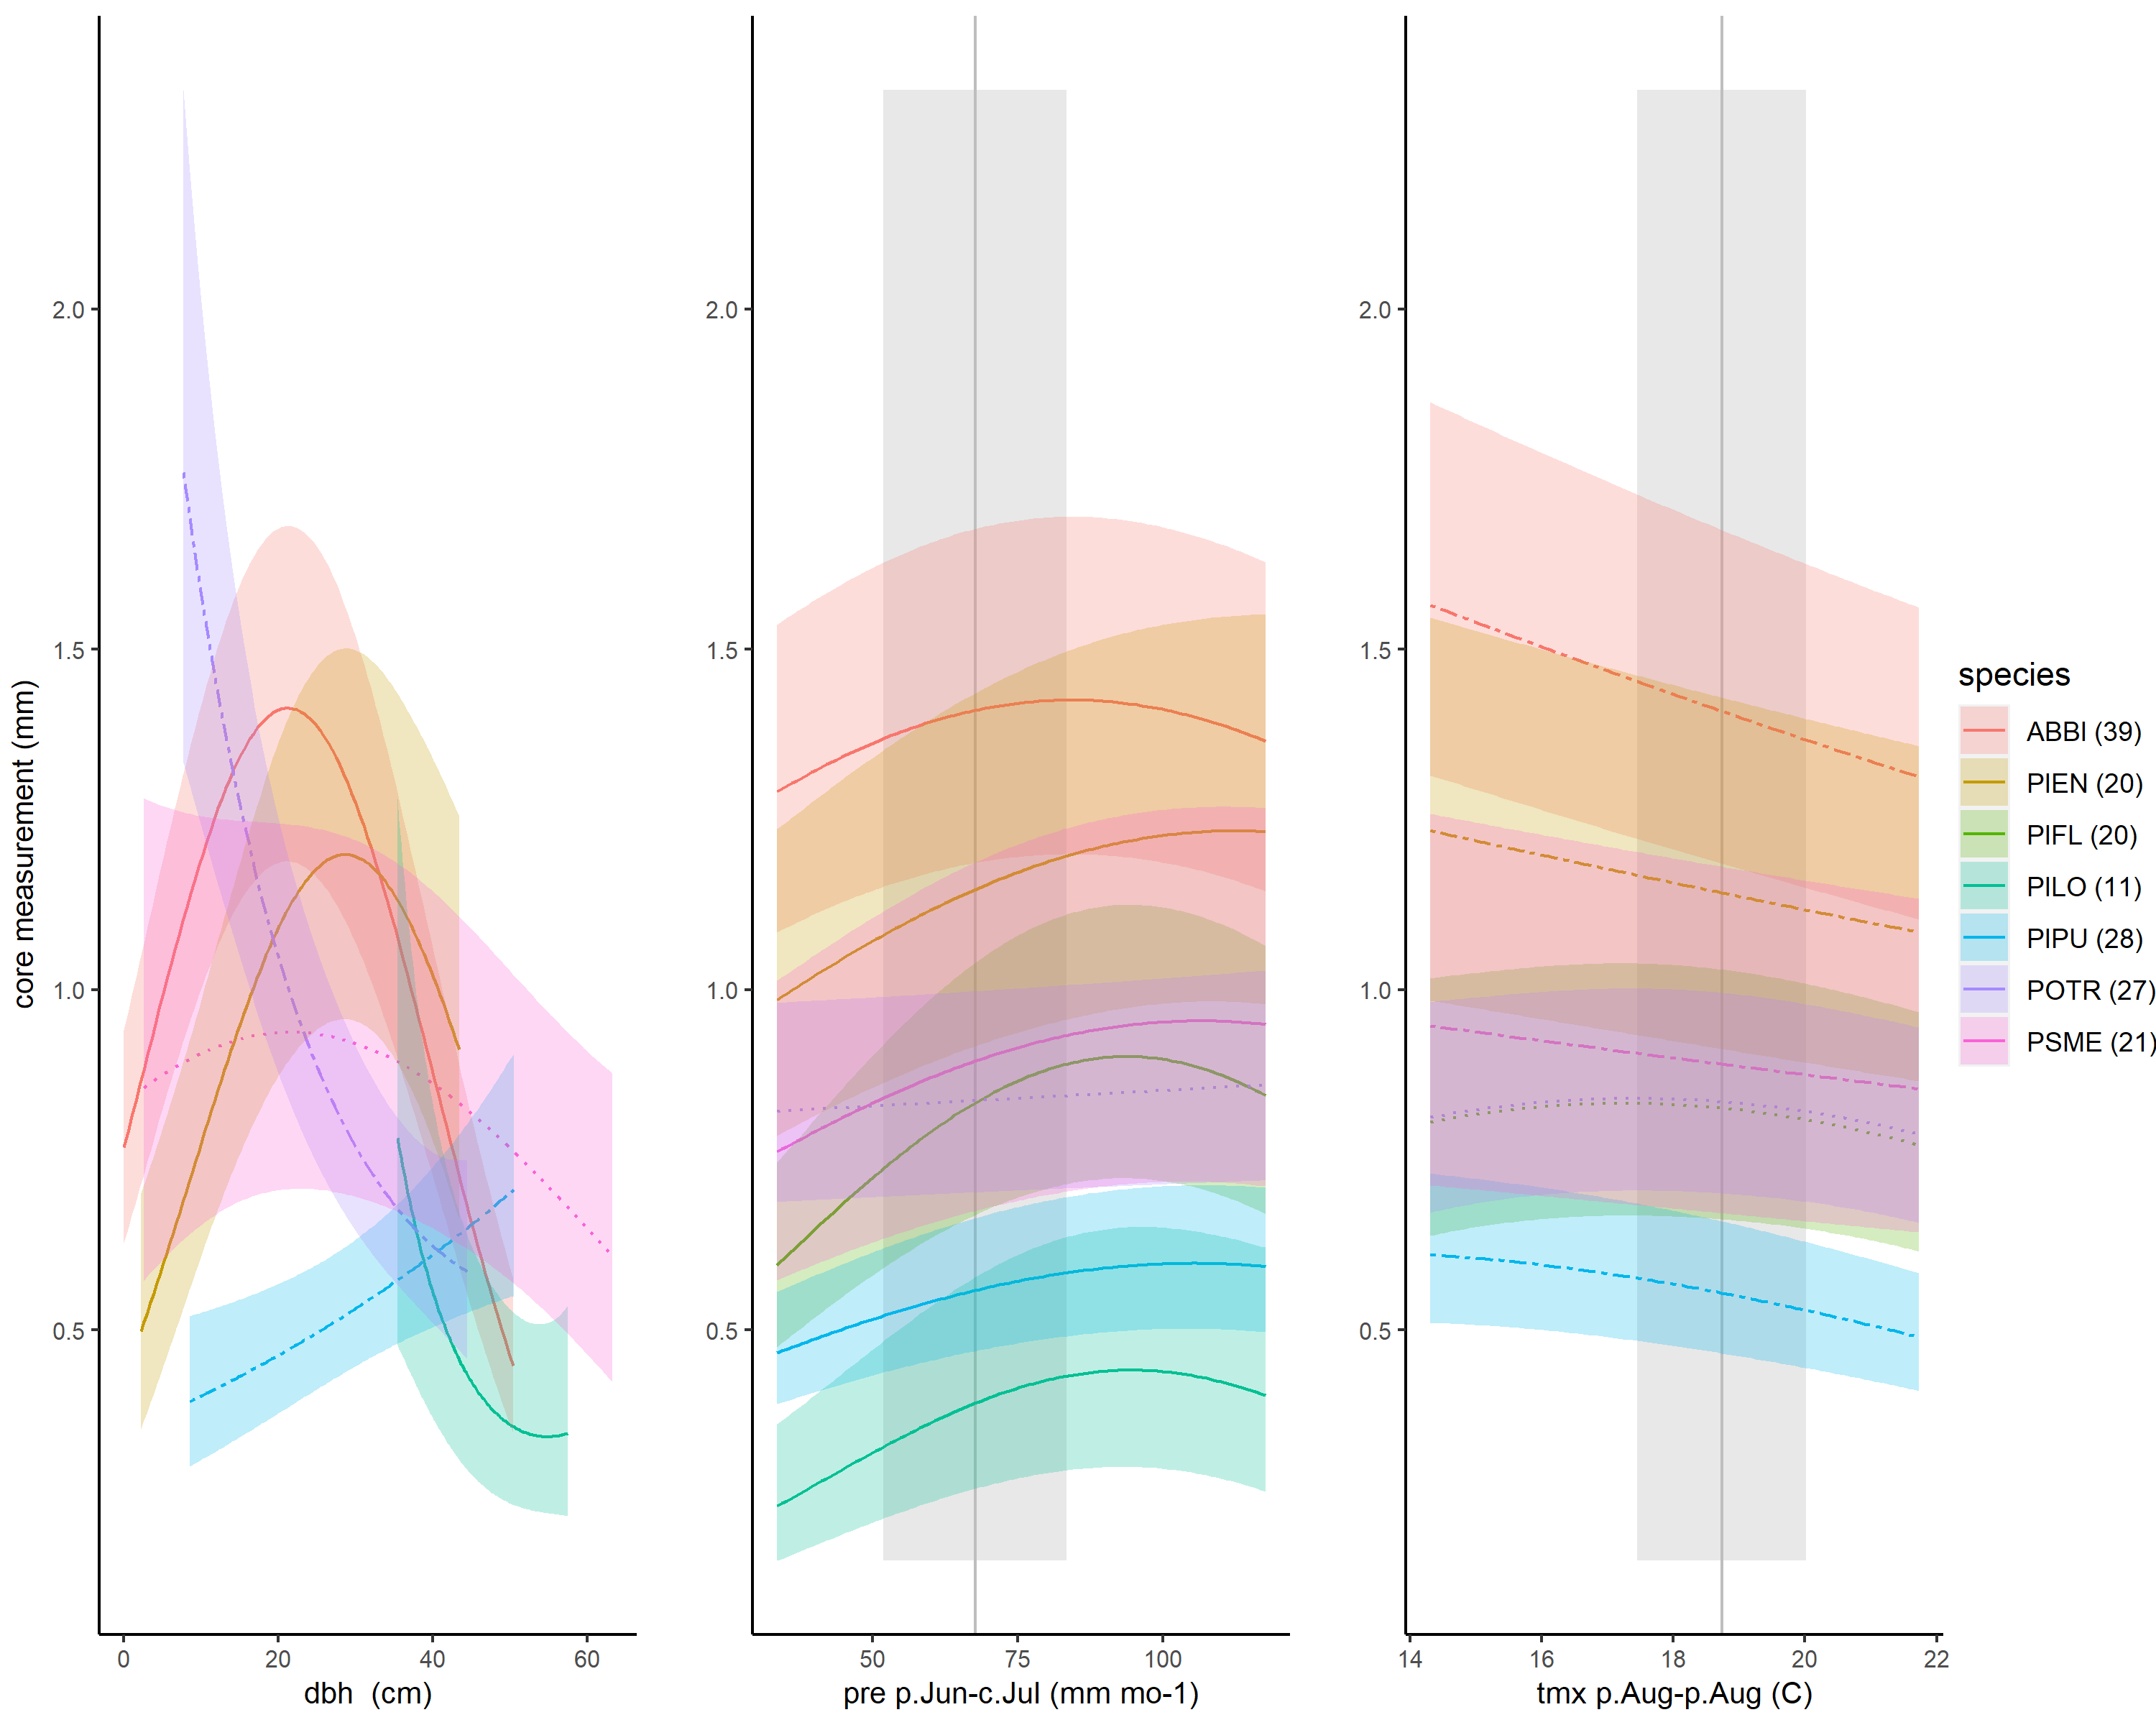 core measurement (mm)
2.0
1.5
1.0
0.5
0
20
40
60
dbh  (cm)
2.0
1.5
1.0
0.5
50
75
100
pre p.Jun-c.Jul (mm mo-1)
2.0
1.5
1.0
0.5
14
16
18
20
22
tmx p.Aug-p.Aug (C)
species
ABBI (39)
PIEN (20)
PIFL (20)
PILO (11)
PIPU (28)
POTR (27)
PSME (21)